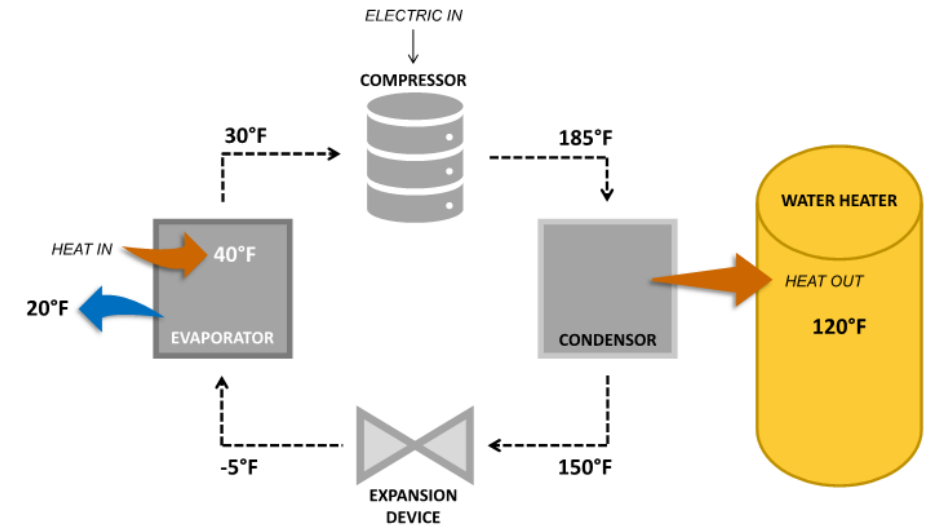 ELECTRIC IN
COMPRESSOR
30°F
185°F
WATER HEATER
HEAT IN
40°F
20°F
EVAPORATOR
CONDENSOR
HEAT OUT
120°F
-5°F
150°F
EXPANSION
DEVICE